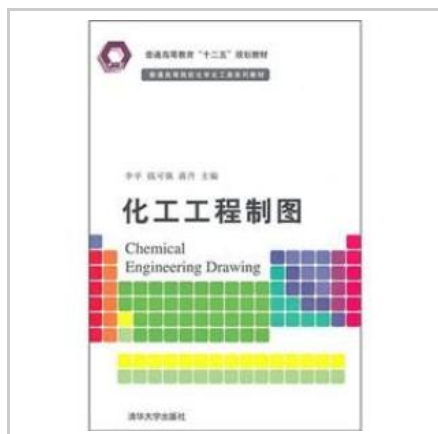 普通高等教育“十二五”规划教材
普通高等院校化学化工类系列教材
李平 钱可强 蒋丹 主编
化工工程制图
Chemical
Engineering Drawing
清华大学出版社